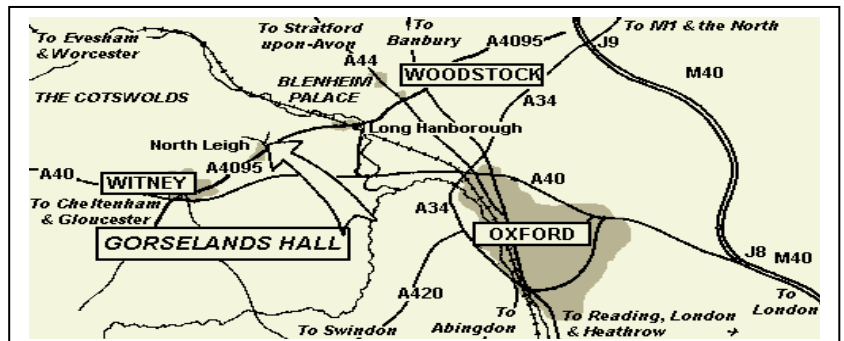 To Stratford
upon-Avon
To
Banbury
To M1 & the North
To Evesham
& Worcester
A44
A4095
J9
BLENHEIM
PALACE
WOODSTOCK
M40
THE COTSWOLDS
A34
Long Hanborough
North Leigh
A40
A4095
WITNEY
A40
To Cheltenham
& Gloucester
A34
OXFORD
GORSELANDS HALL
J8
M40
A420
To
London
To Swindon
To
Abingdon
To Reading, London
& Heathrow